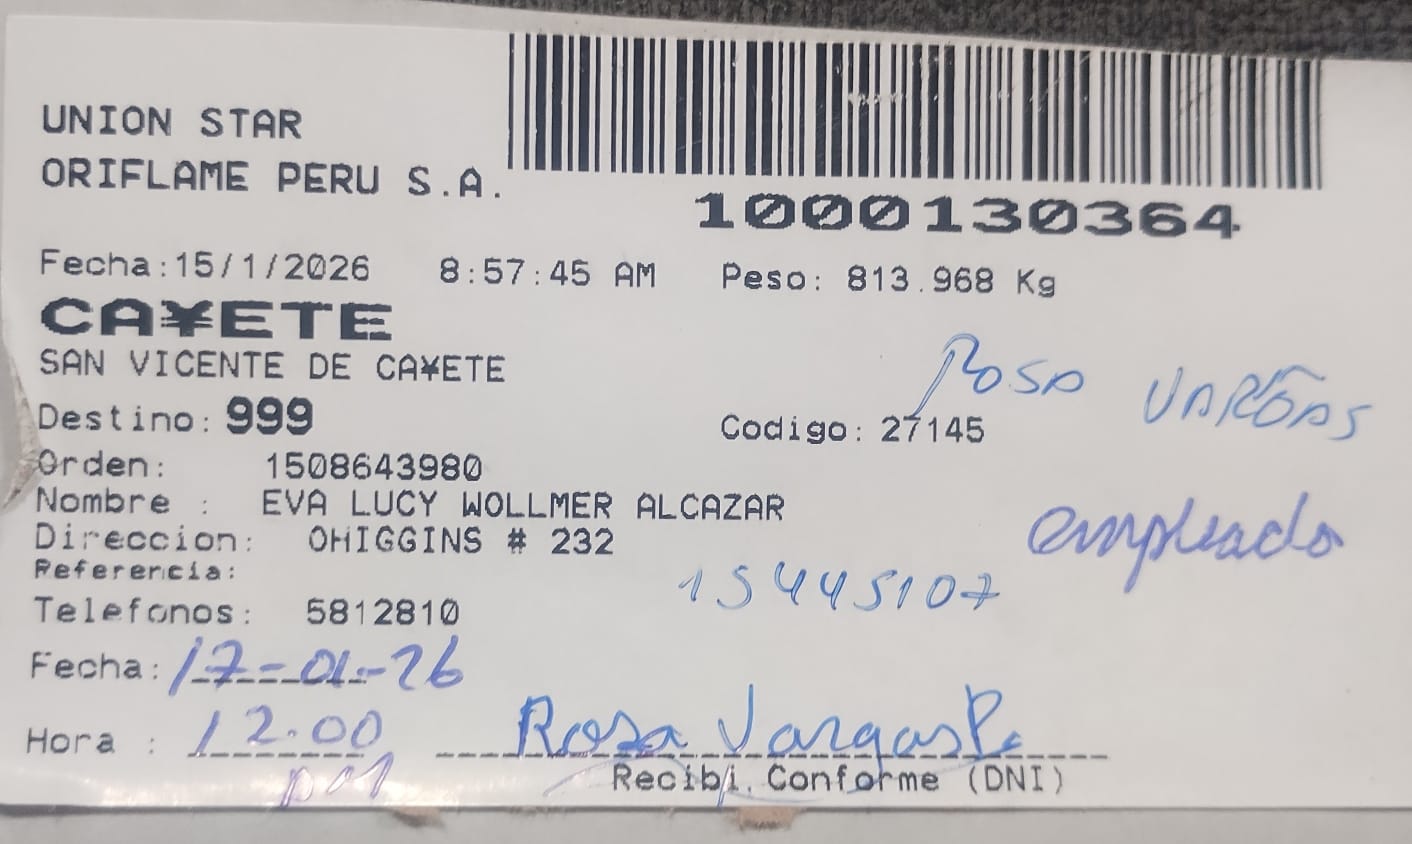 UNION STAR
ORIFLAME PERU S.A.
1000130364
Fecha:15/1/2026 8:57:45 AM Peso: 813.968 Kg
CA¥ETE
SAN VICENTE DE CA¥ETE
ROSA VARGAS
Destino: 999 Codigo: 27145
Orden: 1508643980
Nombre : EVA LUCY WOLLMER ALCAZAR
empleado
Direccion: OHIGGINS # 232
Referencia:
15445107
Telefonos: 5812810
Fecha: 17-01-26
Hora : 12.00 Rosa Vargas P.
pm
Recibi Conforme (DNI)